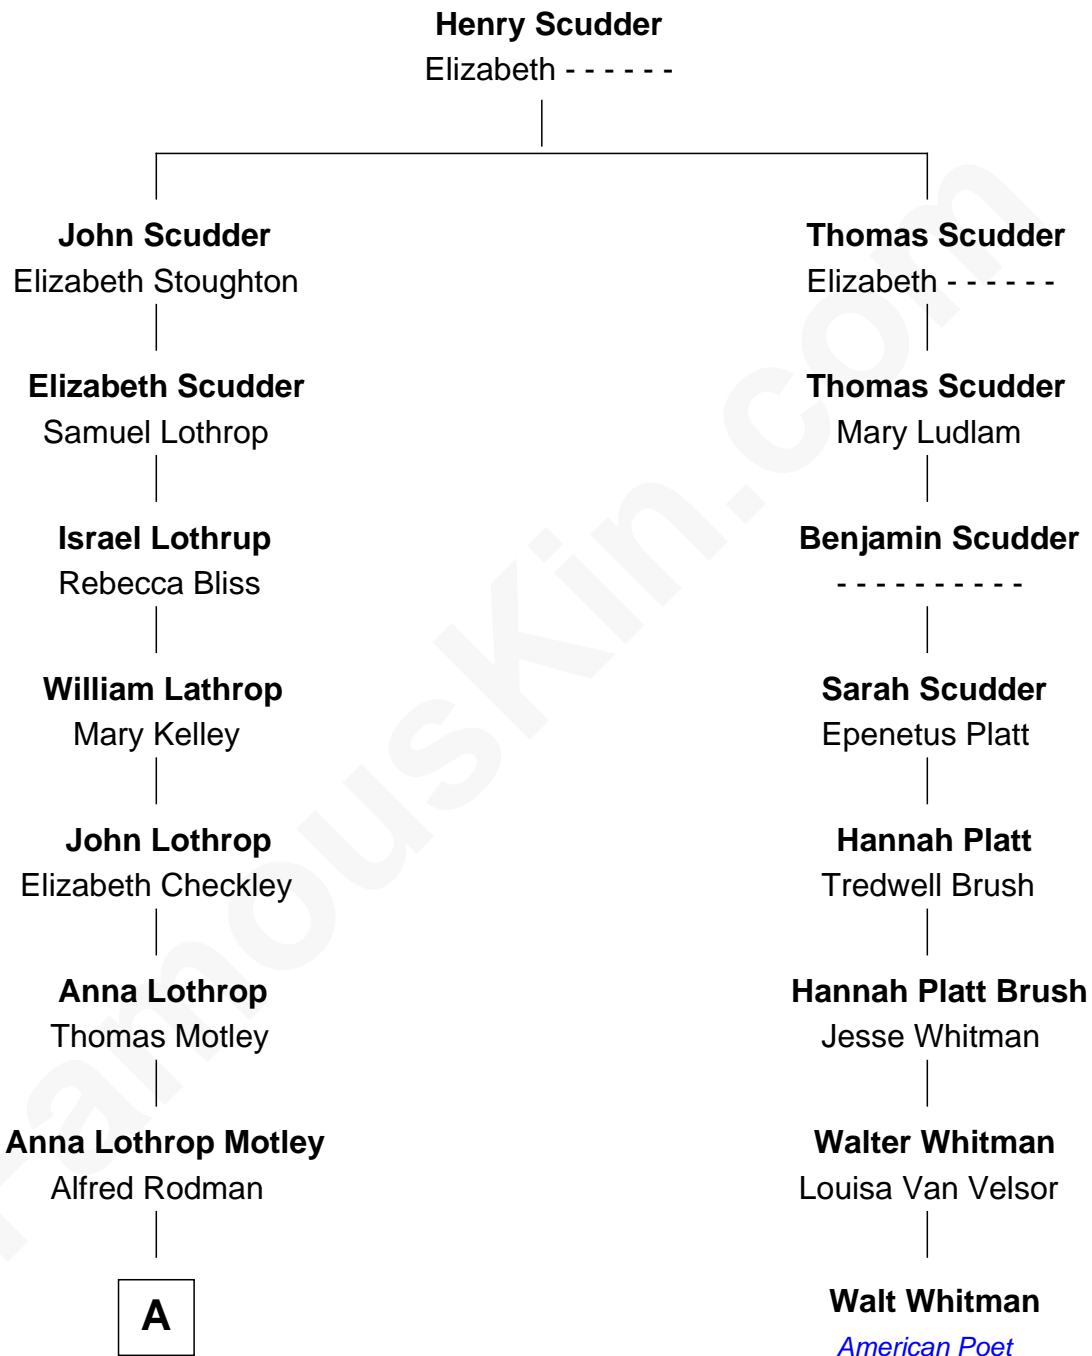 Henry Scudder
Elizabeth - - - - - -
John Scudder
Elizabeth Stoughton
Thomas Scudder
Elizabeth - - - - - -
Elizabeth Scudder
Samuel Lothrop
Thomas Scudder
Mary Ludlam
Israel Lothrup
Rebecca Bliss
Benjamin Scudder
- - - - - - - - - -
William Lathrop
Mary Kelley
Sarah Scudder
Epenetus Platt
John Lothrop
Elizabeth Checkley
Hannah Platt
Tredwell Brush
Anna Lothrop
Thomas Motley
Hannah Platt Brush
Jesse Whitman
Anna Lothrop Motley
Alfred Rodman
Walter Whitman
Louisa Van Velsor
A
Walt Whitman
American Poet
FamousKin.com